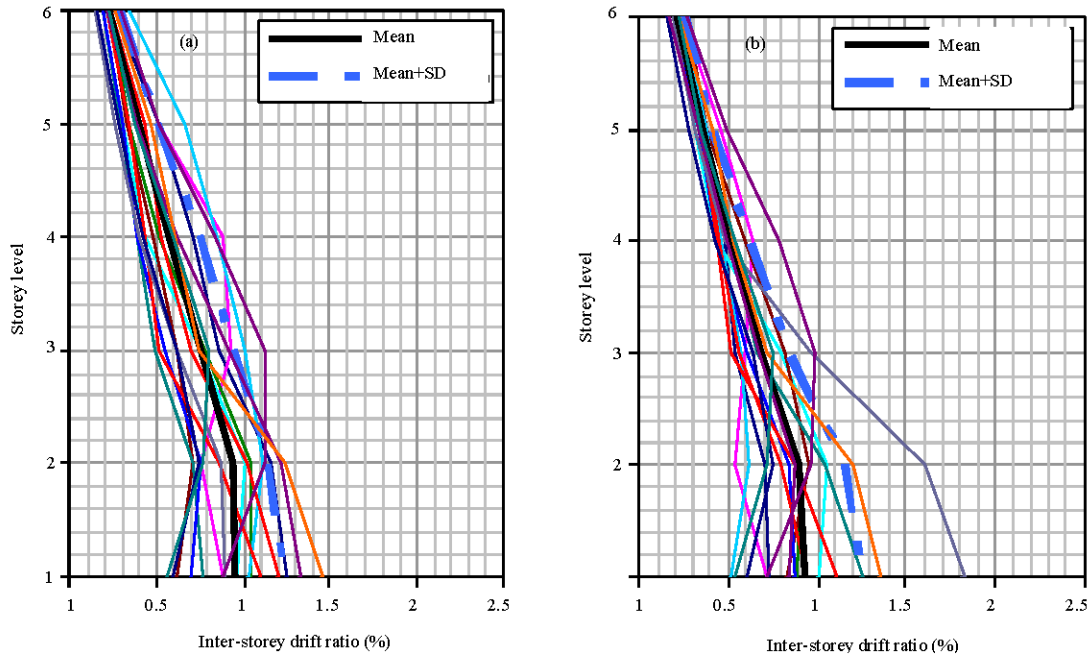 (a)
Mean
Mean+SD
6
5
4
3
2
1
Storey level
1 0.5 1 1.5 2 2.5
Inter-storey drift ratio (%)
(b)
Mean
Mean+SD
6
5
4
3
2
Storey level
1 0.5 1 1.5 2 2.5
Inter-storey drift ratio (%)